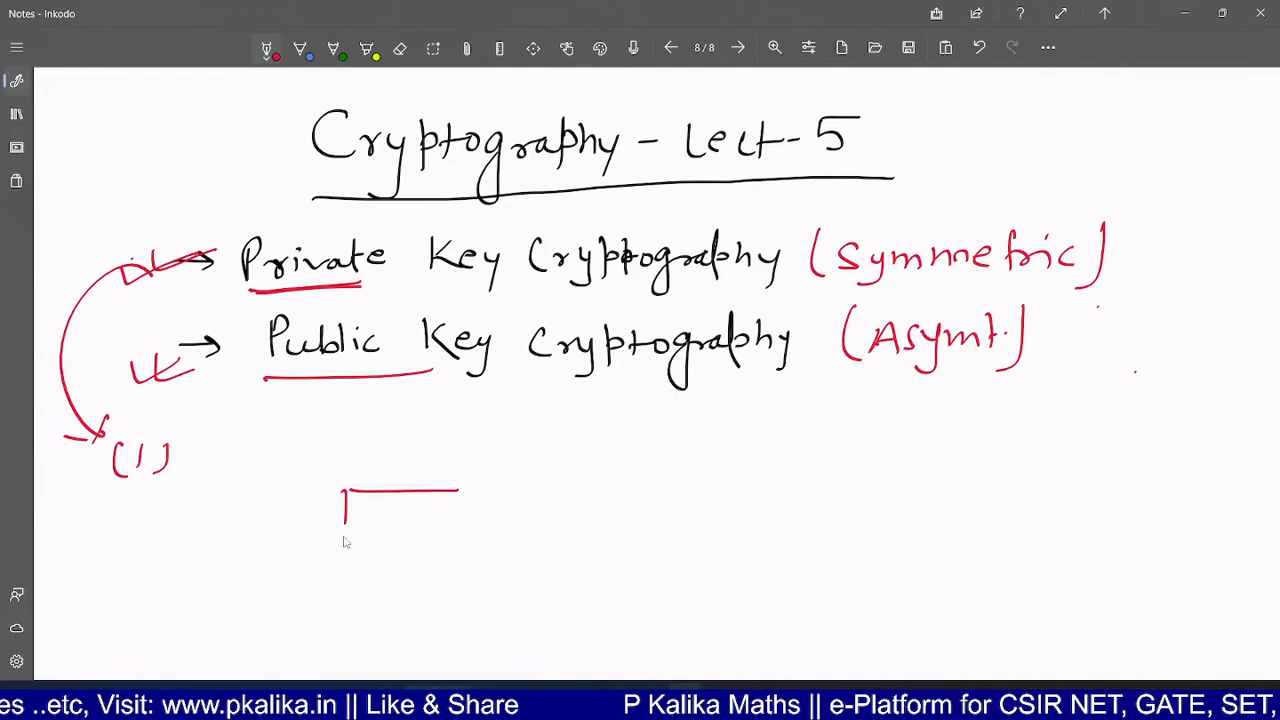 Notes - Inkodo
8/8
Cryptography - Lect-5
→ Private Key Cryptography (Symmetric)
→ Public Key Cryptography (Asymt.)
(1)
es ..etc, Visit: www.pkalika.in || Like & Share P Kalika Maths || e-Platform for CSIR NET, GATE, SET,